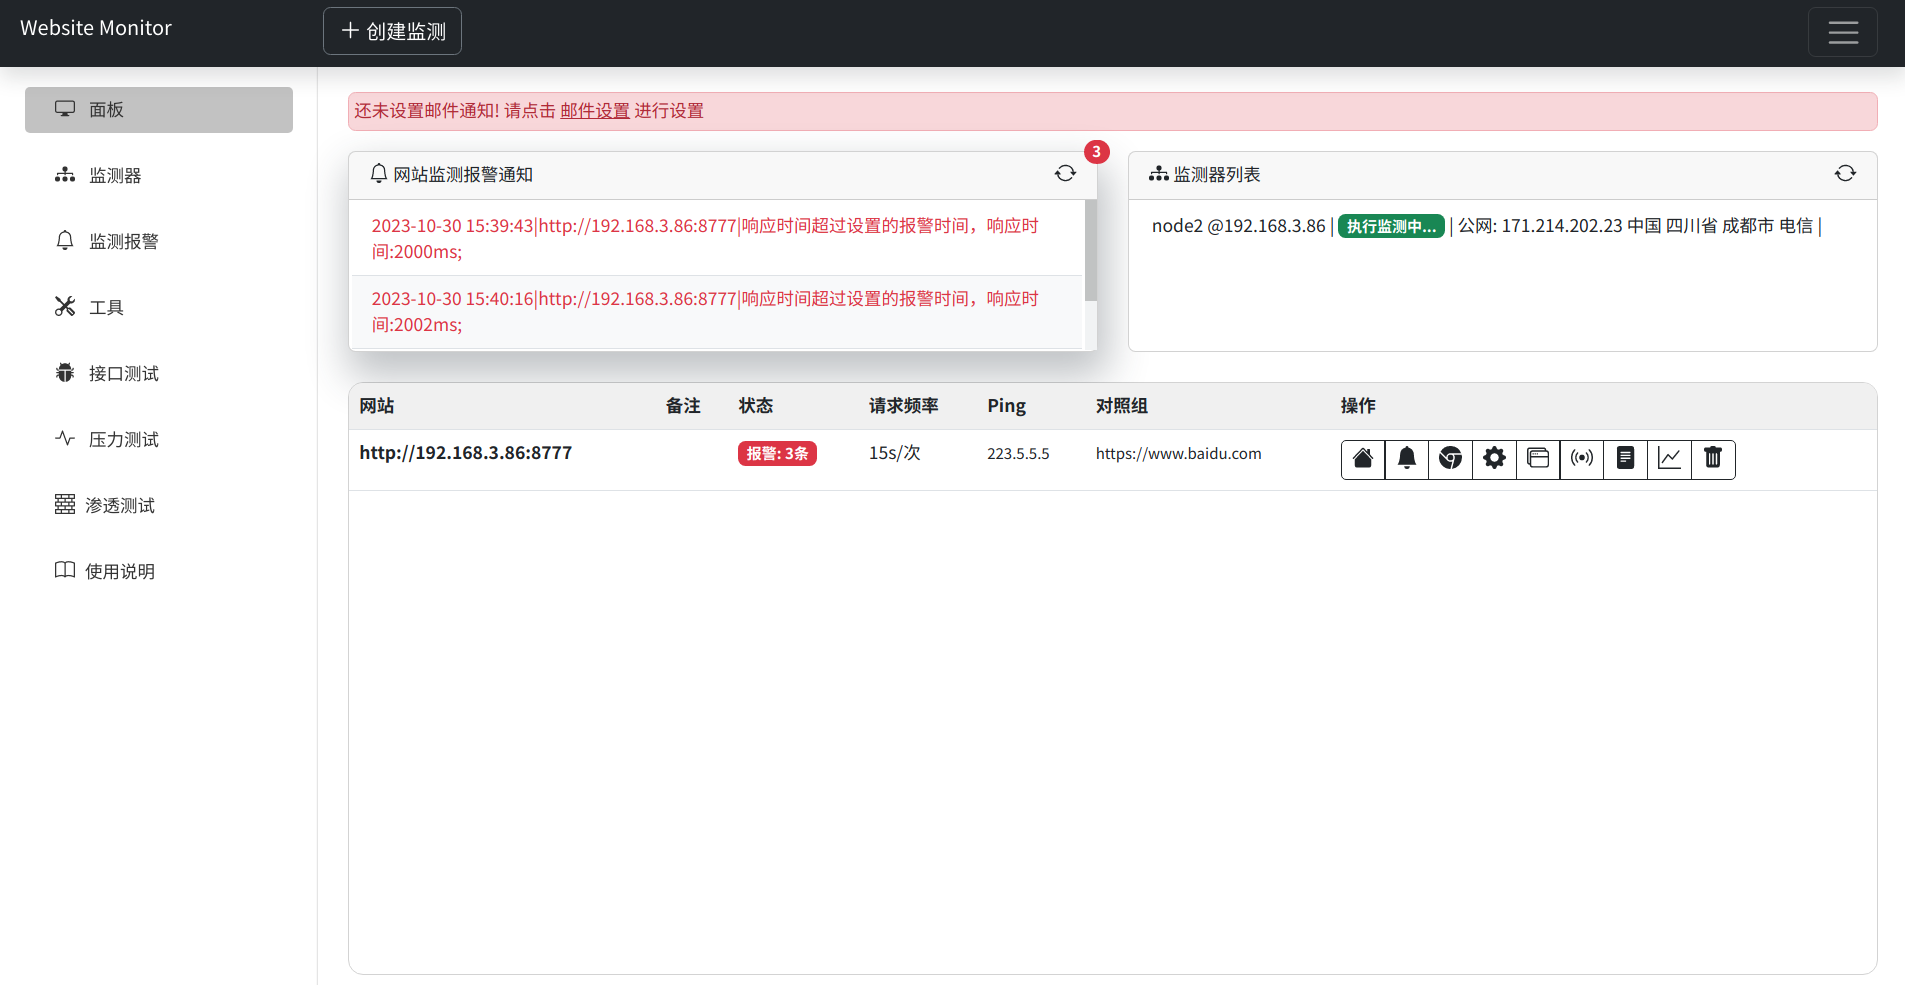 Website Monitor
创建监测
面板
监测器
监测报警
工具
接口测试
压力测试
渗透测试
使用说明
还未设置邮件通知! 请点击 邮件设置 进行设置
网站监测报警通知
3
2023-10-30 15:39:43|http://192.168.3.86:8777|响应时间超过设置的报警时间，响应时
间:2000ms;
2023-10-30 15:40:16|http://192.168.3.86:8777|响应时间超过设置的报警时间，响应时
间:2002ms;
监测器列表
node2 @192.168.3.86 | 执行监测中... | 公网: 171.214.202.23 中国 四川省 成都市 电信 |
网站 备注 状态 请求频率 Ping 对照组 操作
http://192.168.3.86:8777 报警: 3条 15s/次 223.5.5.5 https://www.baidu.com